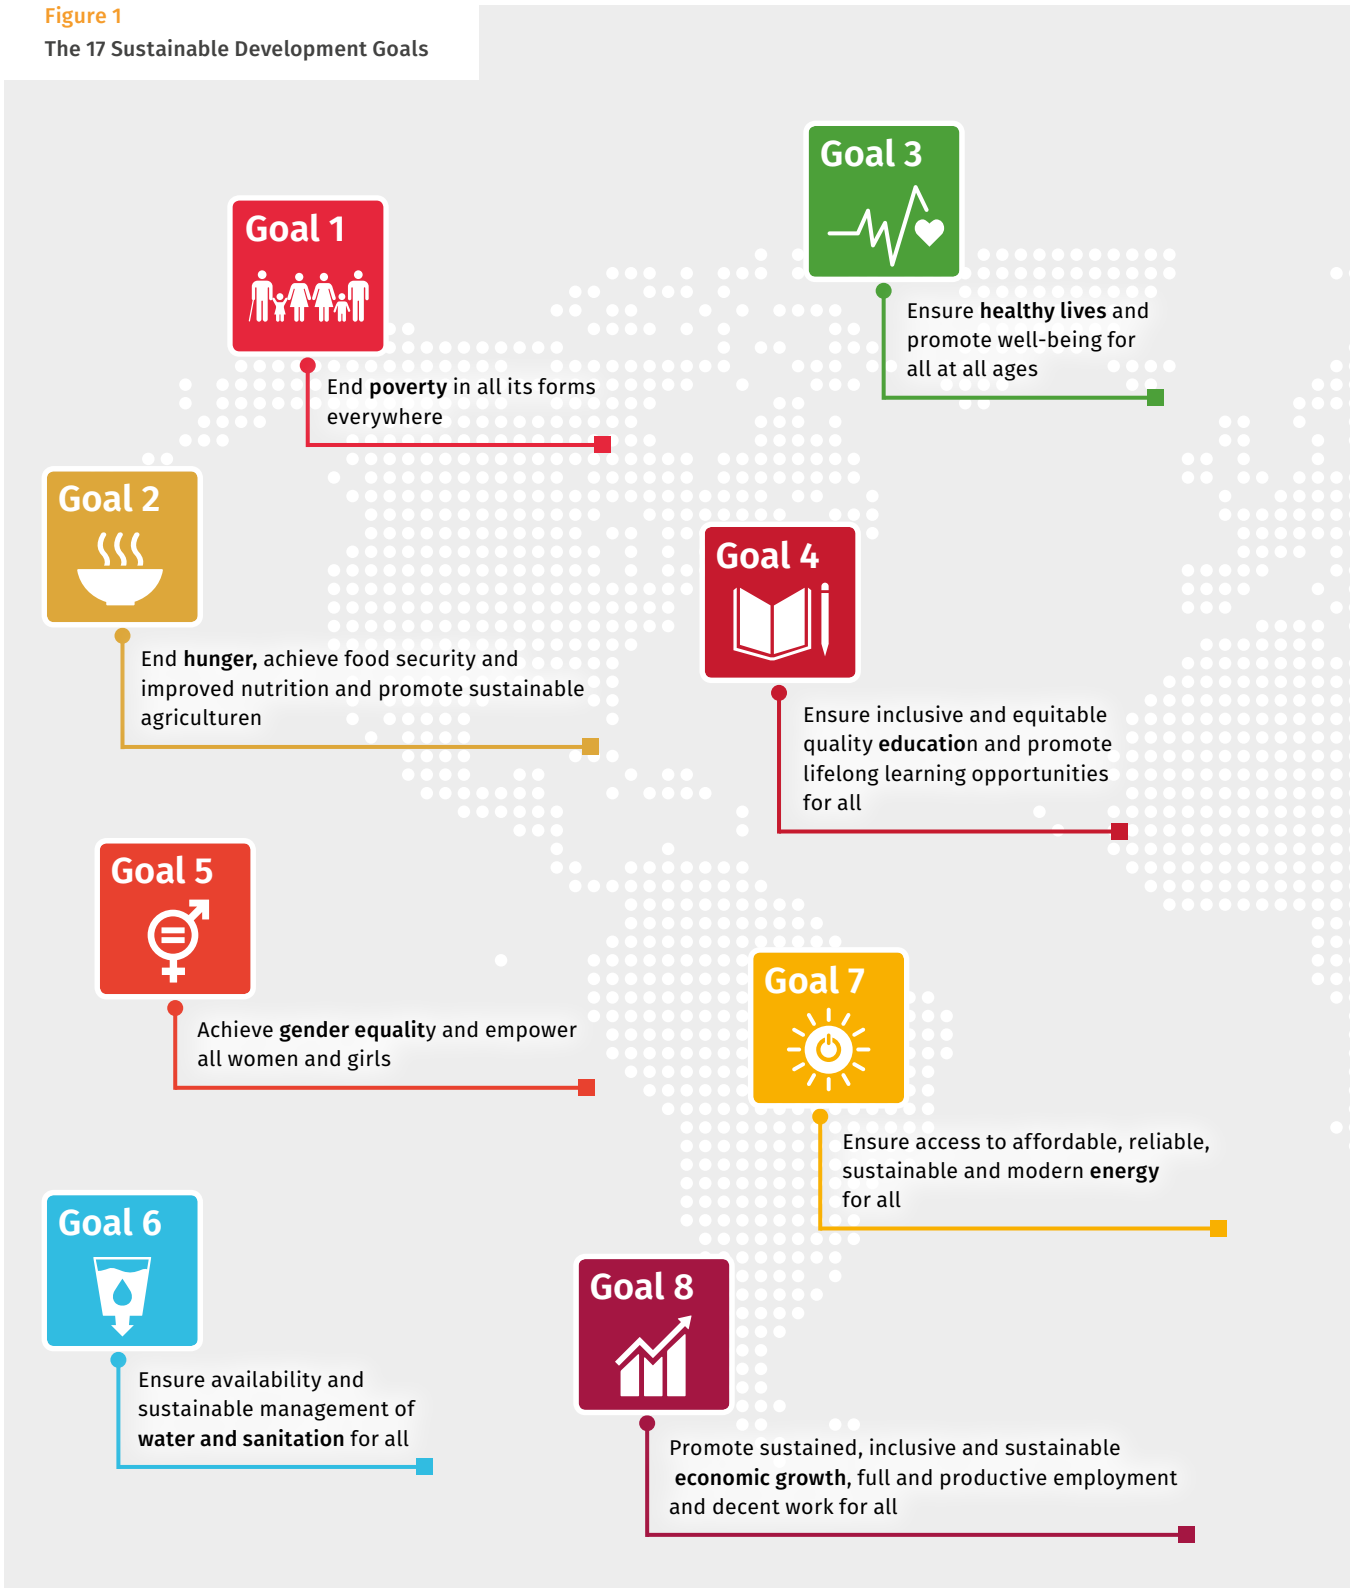 Figure 1
The 17 Sustainable Development Goals
Goal 1
End poverty in all its forms
everywhere
Goal 2
End hunger, achieve food security and
improved nutrition and promote sustainable
agriculturen
Goal 3
Ensure healthy lives and
promote well-being for
all at all ages
Goal 4
Ensure inclusive and equitable
quality education and promote
lifelong learning opportunities
for all
Goal 5
Achieve gender equality and empower
all women and girls
Goal 6
Ensure availability and
sustainable management of
water and sanitation for all
Goal 7
Ensure access to affordable, reliable,
sustainable and modern energy
for all
Goal 8
Promote sustained, inclusive and sustainable
economic growth, full and productive employment
and decent work for all